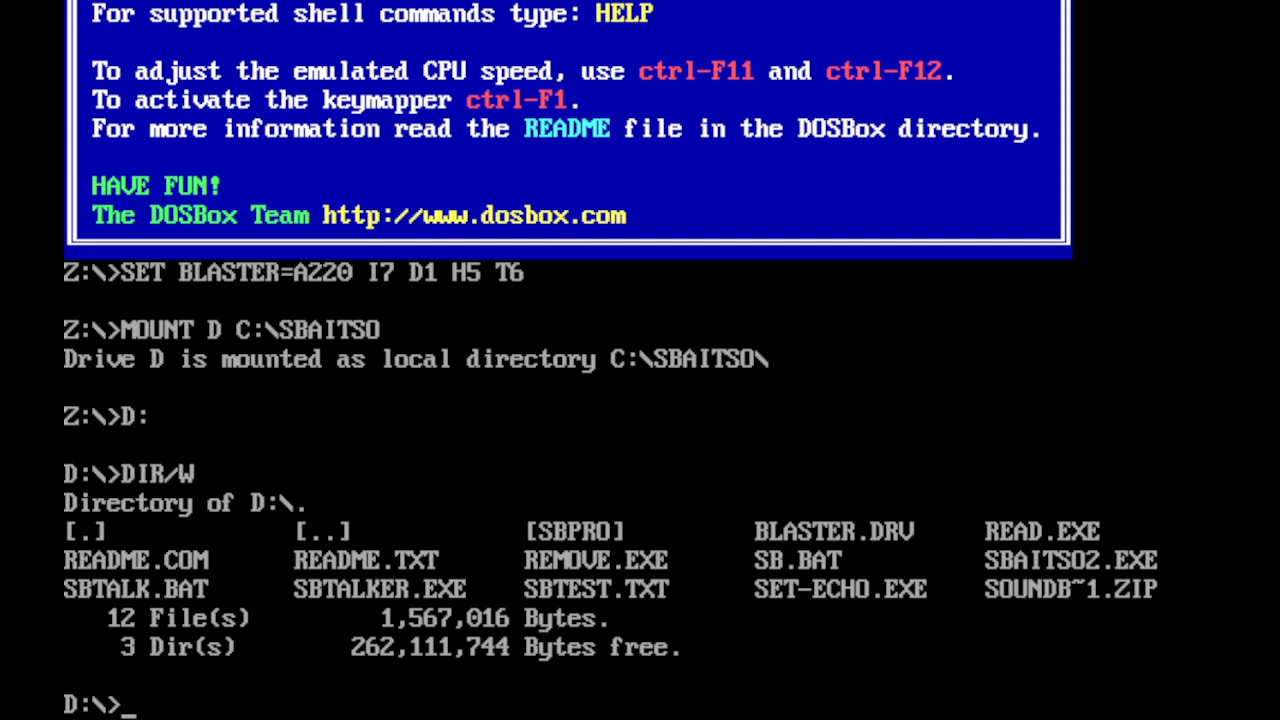 For supported shell commands type: HELP
To adjust the emulated CPU speed, use ctrl-F11 and ctrl-F12.
To activate the keymapper ctrl-F1.
For more information read the README file in the DOSBox directory.
HAVE FUN!
The DOSBox Team http://www.dosbox.com
Z:\>SET BLASTER=A220 I7 D1 H5 T6
Z:\>MOUNT D C:\SBAITSO
Drive D is mounted as local directory C:\SBAITSO\
Z:\>D:
D:\>DIR/W
Directory of D:\.
[.] [..] [SBPRO] BLASTER.DRV READ.EXE
README.COM README.TXT REMOVE.EXE SB.BAT SBAITSO2.EXE
SBTALK.BAT SBTALKER.EXE SBTEST.TXT SET-ECHO.EXE SOUNDB~1.ZIP
12 File(s) 1,567,016 Bytes.
3 Dir(s) 262,111,744 Bytes free.
D:\>_